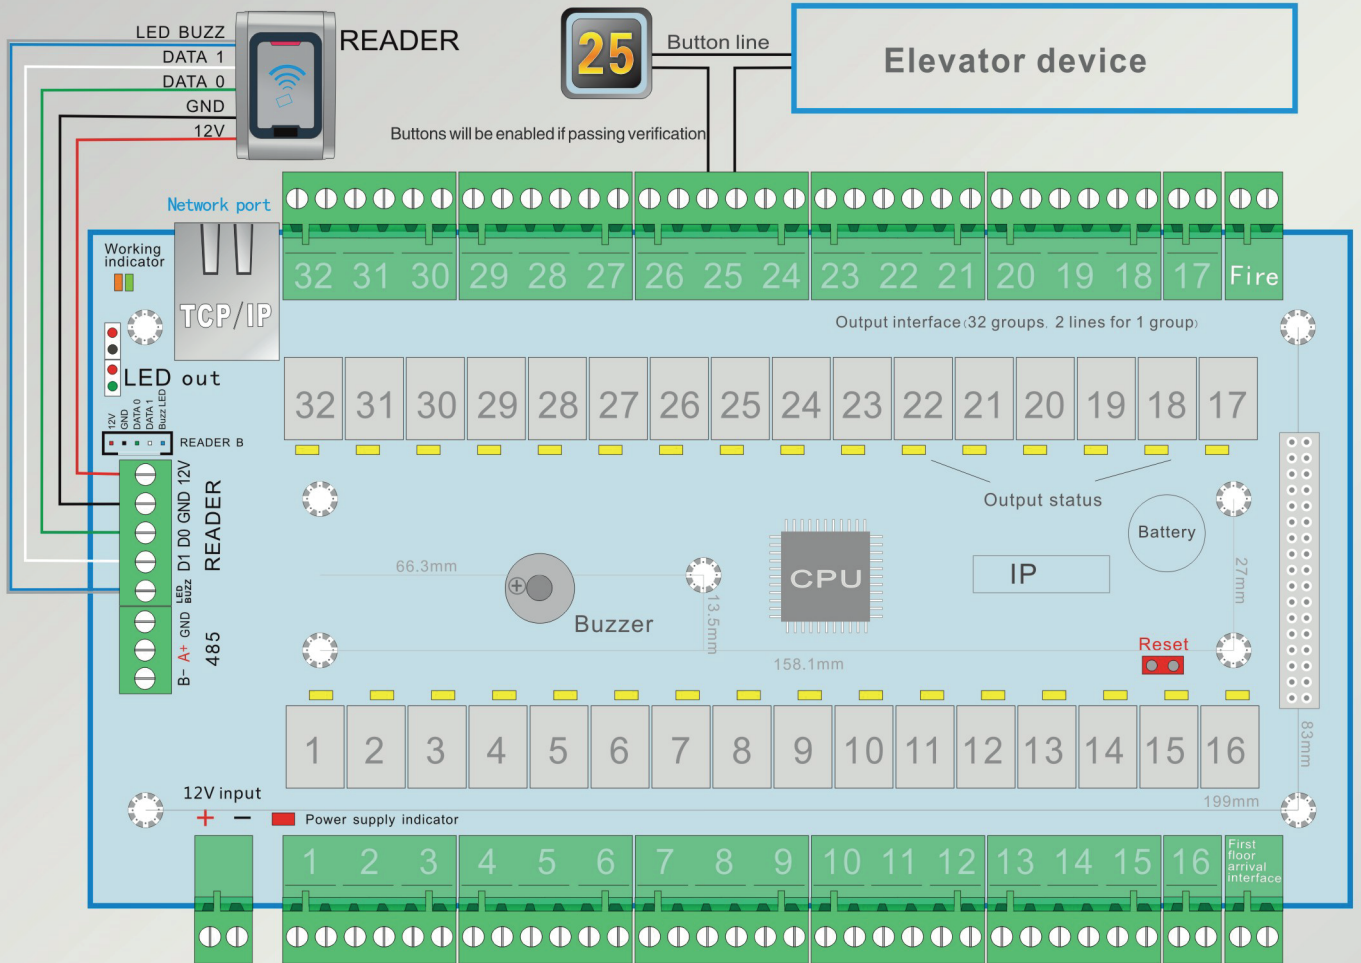 LED BUZZ
DATA 1
DATA 0
GND
12V
READER
25
Button line
Elevator device
Buttons will be enabled if passing verification
Network port
Working
indicator
TCP/IP
32 31 30 29 28 27 26 25 24 23 22 21 20 19 18 17 Fire
Output interface(32 groups. 2 lines for 1 group)
LED out
12V
GND
DATA 0
DATA 1
Buzz LED
READER B
32 31 30 29 28 27 26 25 24 23 22 21 20 19 18 17
Output status
12V
GND
D0
D1
LED
BUZZ
READER
GND
A+
B-
485
66.3mm
13.5mm
Buzzer
CPU
IP
Battery
27mm
158.1mm
Reset
83mm
1 2 3 4 5 6 7 8 9 10 11 12 13 14 15 16
199mm
12V input
+ −
Power supply indicator
1 2 3 4 5 6 7 8 9 10 11 12 13 14 15 16
First
floor
arrival
interface